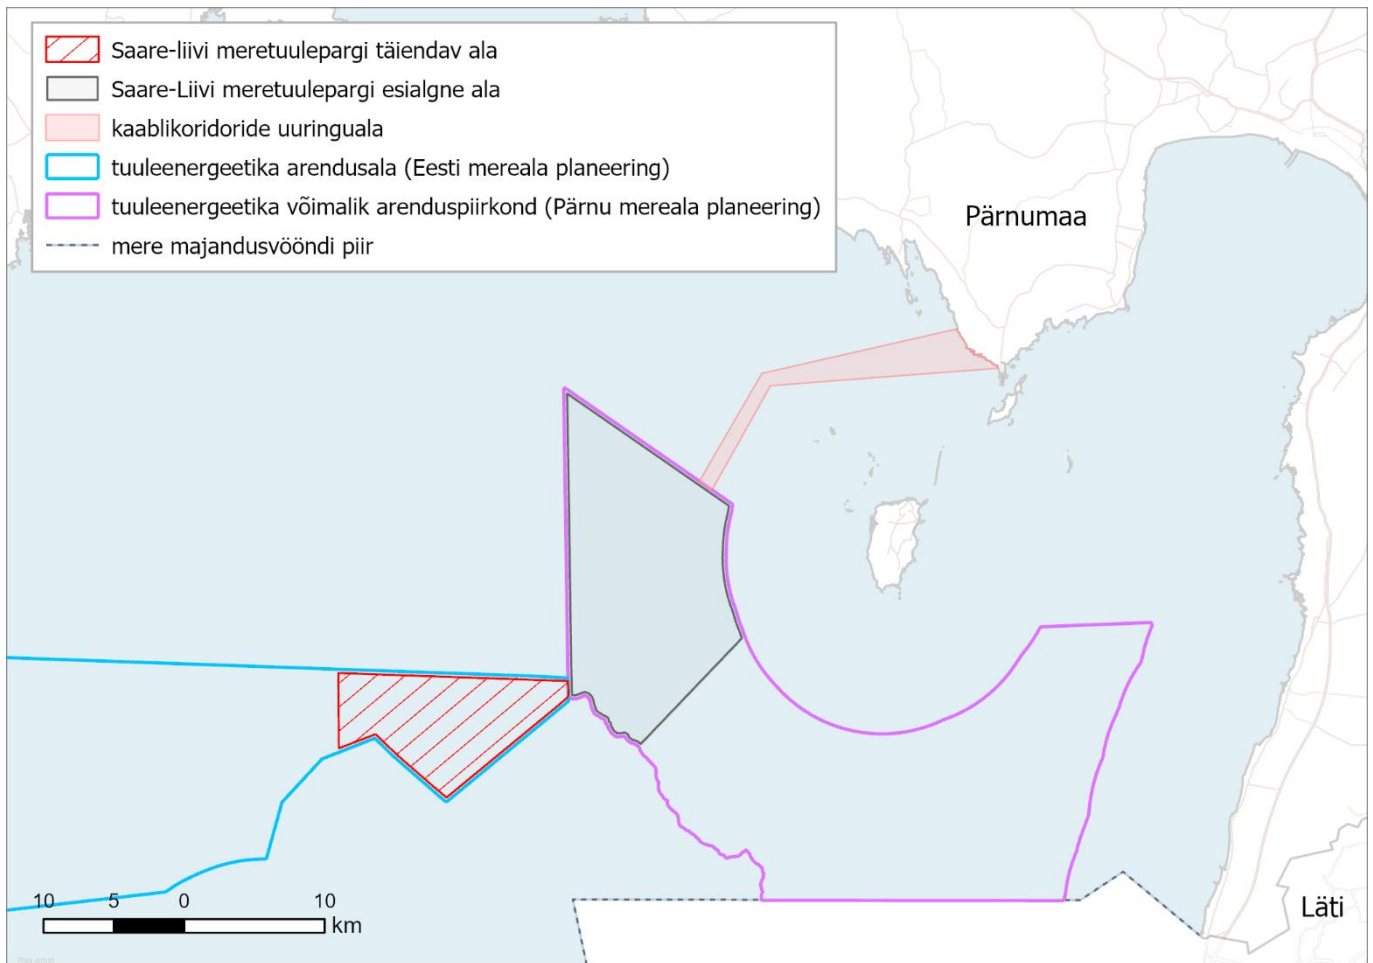 Saare-liivi meretuulepargi täiendav ala
Saare-Liivi meretuulepargi esialgne ala
kaablikoridoride uuringuala
tuuleenergeetika arendusala (Eesti mereala planeering)
tuuleenergeetika võimalik arenduspiirkond (Pärnu mereala planeering)
mere majandusvööndi piir
Pärnumaa
Läti
10 5 0 10
km